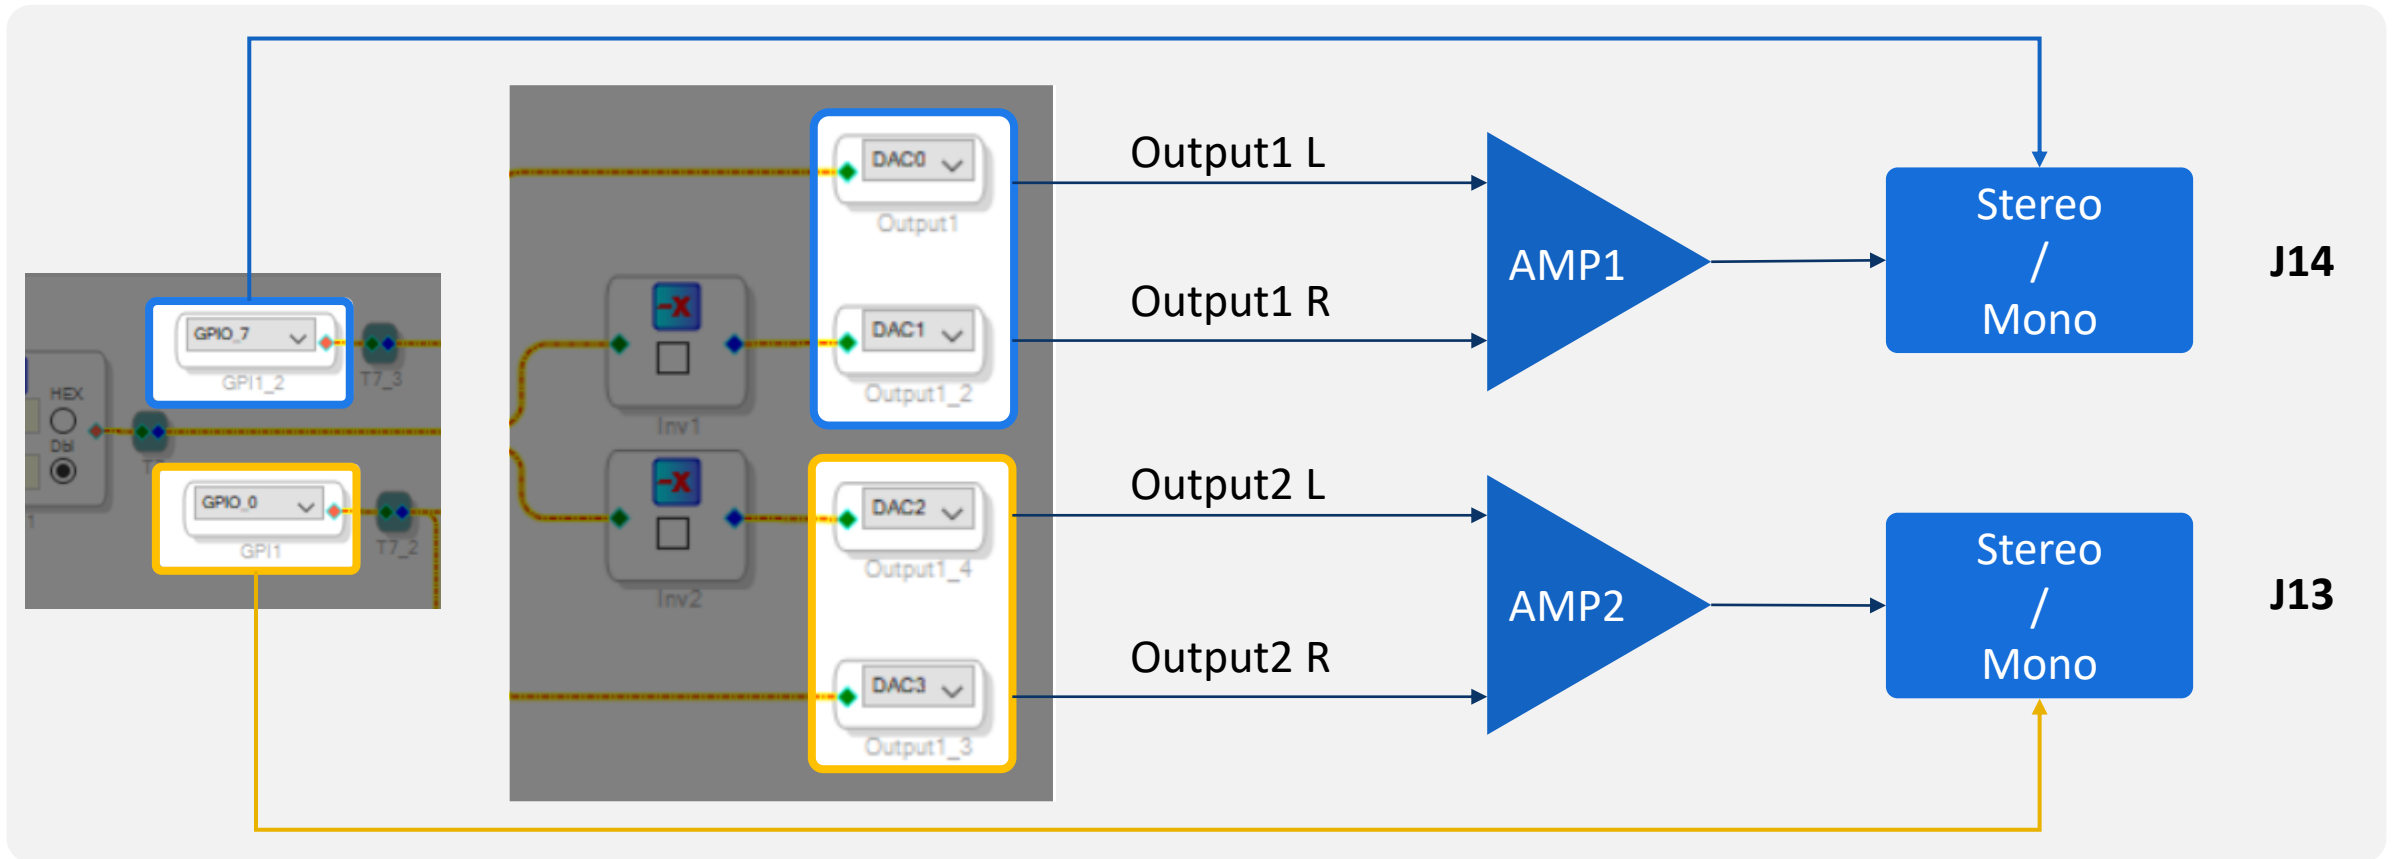 GPIO_7
GPI1_2
T7_3
HEX
GPIO_0
GPI1
T7_2
1
DAC0
Output1
-x
DAC1
Inv1
Output1_2
-x
DAC2
Inv2
Output1_4
DAC3
Output1_3
Output1 L
Output1 R
Output2 L
Output2 R
AMP1
AMP2
Stereo
/
Mono
J14
Stereo
/
Mono
J13